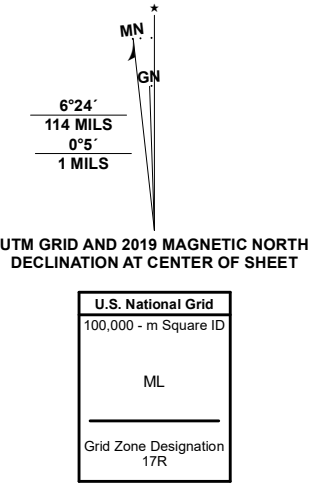 ★
MN
GN
6°24´
114 MILS
0°5´
1 MILS
UTM GRID AND 2019 MAGNETIC NORTH
DECLINATION AT CENTER OF SHEET
U.S. National Grid
100,000 - m Square ID
ML
Grid Zone Designation
17R